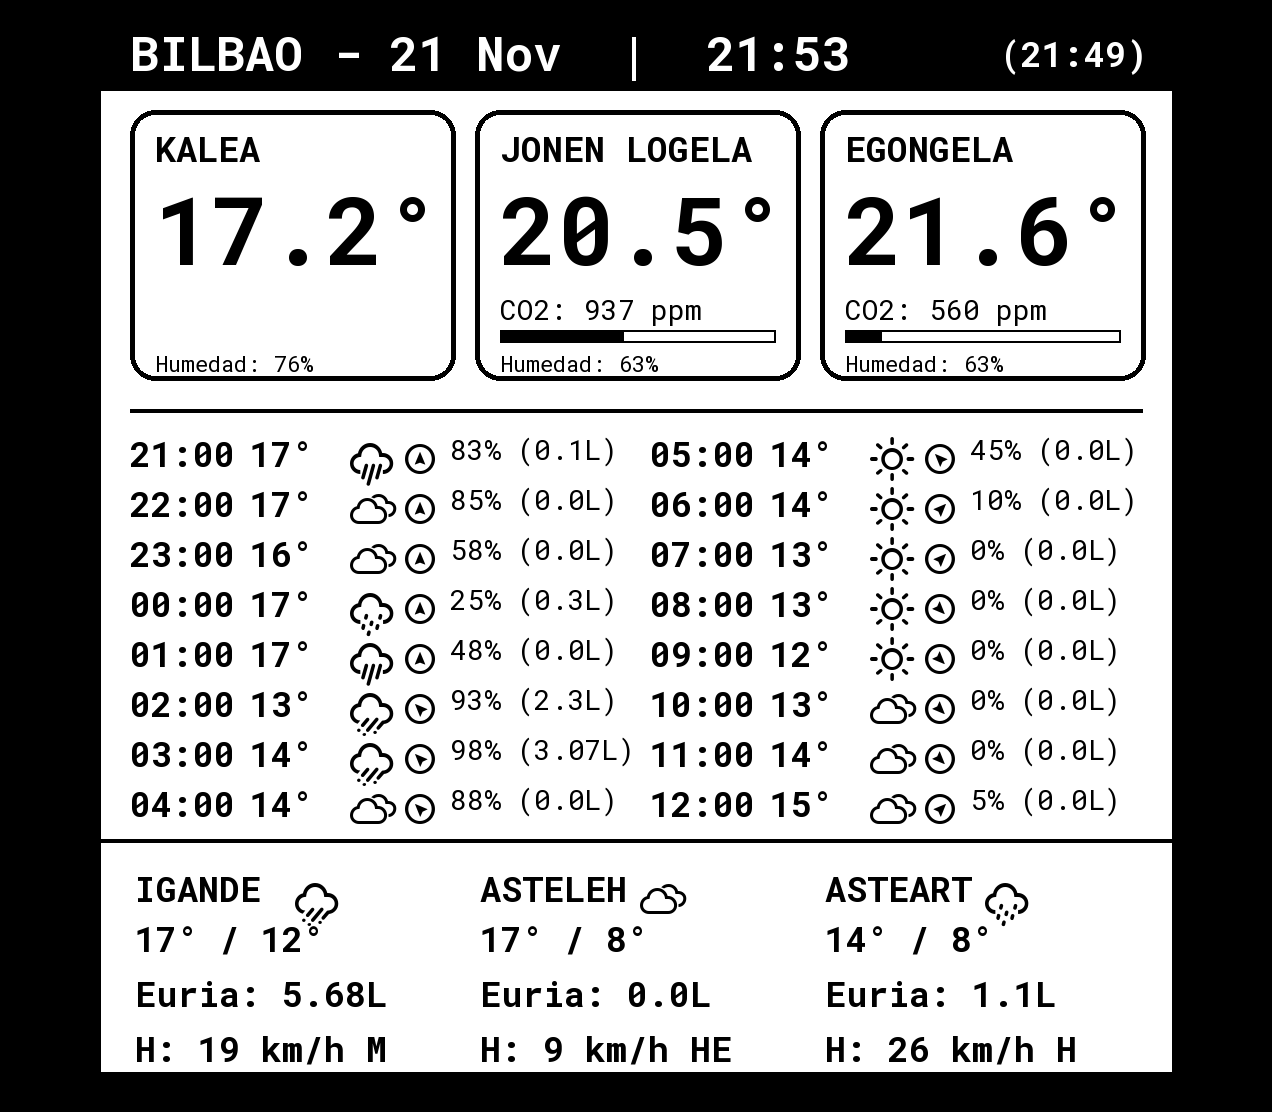 BILBAO - 21 Nov | 21:53 (21:49)
KALEA
17.2°
Humedad: 76%
JONEN LOGELA
20.5°
CO2: 937 ppm
Humedad: 63%
EGONGELA
21.6°
CO2: 560 ppm
Humedad: 63%
21:00 17° 83% (0.1L)
22:00 17° 85% (0.0L)
23:00 16° 58% (0.0L)
00:00 17° 25% (0.3L)
01:00 17° 48% (0.0L)
02:00 13° 93% (2.3L)
03:00 14° 98% (3.07L)
04:00 14° 88% (0.0L)
05:00 14° 45% (0.0L)
06:00 14° 10% (0.0L)
07:00 13° 0% (0.0L)
08:00 13° 0% (0.0L)
09:00 12° 0% (0.0L)
10:00 13° 0% (0.0L)
11:00 14° 0% (0.0L)
12:00 15° 5% (0.0L)
IGANDE
17° / 12°
Euria: 5.68L
H: 19 km/h M
ASTELEH
17° / 8°
Euria: 0.0L
H: 9 km/h HE
ASTEART
14° / 8°
Euria: 1.1L
H: 26 km/h H